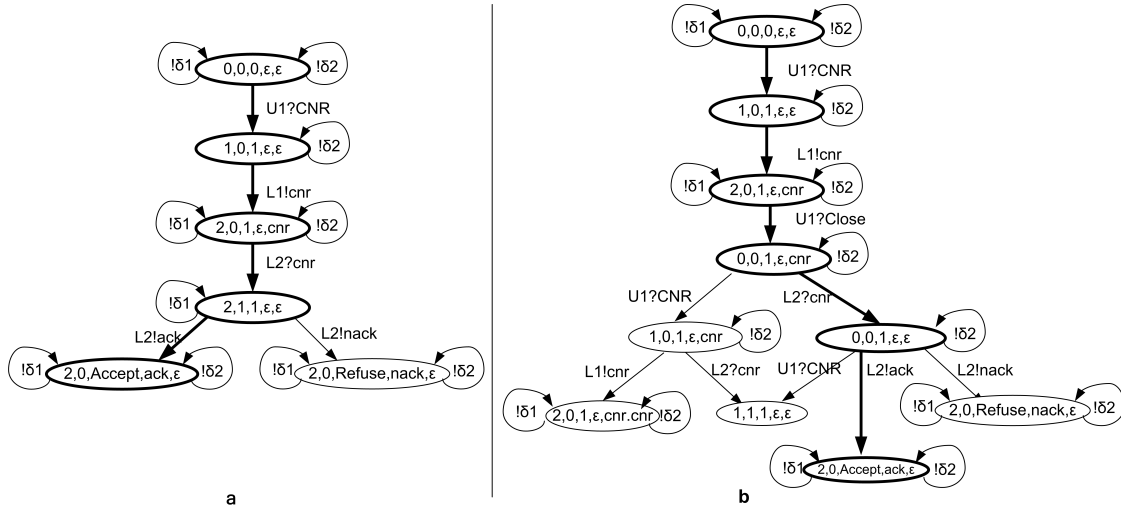 !δ1 0,0,0,ε,ε !δ2
U1?CNR
1,0,1,ε,ε !δ2
L1!cnr
!δ1 2,0,1,ε,cnr !δ2
L2?cnr
!δ1 2,1,1,ε,ε
L2!ack L2!nack
!δ1 2,0,Accept,ack,ε !δ2 !δ1 2,0,Refuse,nack,ε !δ2
a
!δ1 0,0,0,ε,ε !δ2
U1?CNR
1,0,1,ε,ε !δ2
L1!cnr
!δ1 2,0,1,ε,cnr !δ2
U1?Close
0,0,1,ε,cnr !δ2
U1?CNR L2?cnr
1,0,1,ε,cnr !δ2 0,0,1,ε,ε !δ2
L1!cnr L2?cnr U1?CNR L2!ack L2!nack
!δ1 2,0,1,ε,cnr.cnr !δ2 1,1,1,ε,ε !δ1 2,0,Refuse,nack,ε !δ2
!δ1 2,0,Accept,ack,ε !δ2
b